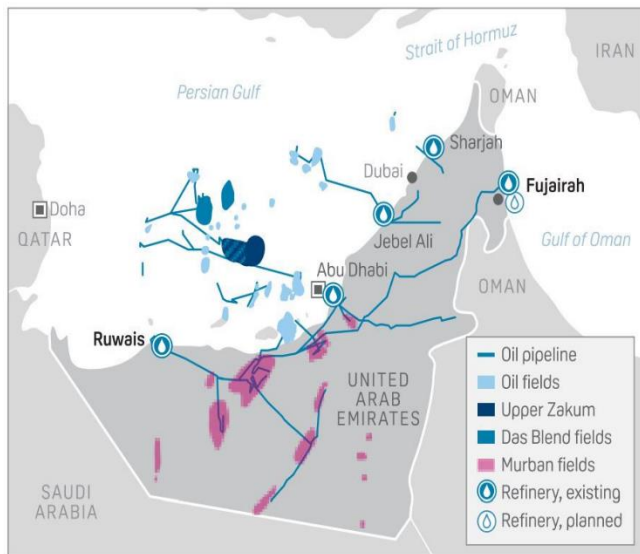 Strait of Hormuz
IRAN
OMAN
Persian Gulf
Sharjah
Dubai
Fujairah
Doha
QATAR
Jebel Ali
Gulf of Oman
Abu Dhabi
OMAN
Ruwais
UNITED
ARAB
EMIRATES
SAUDI
ARABIA
Oil pipeline
Oil fields
Upper Zakum
Das Blend fields
Murban fields
Refinery, existing
Refinery, planned